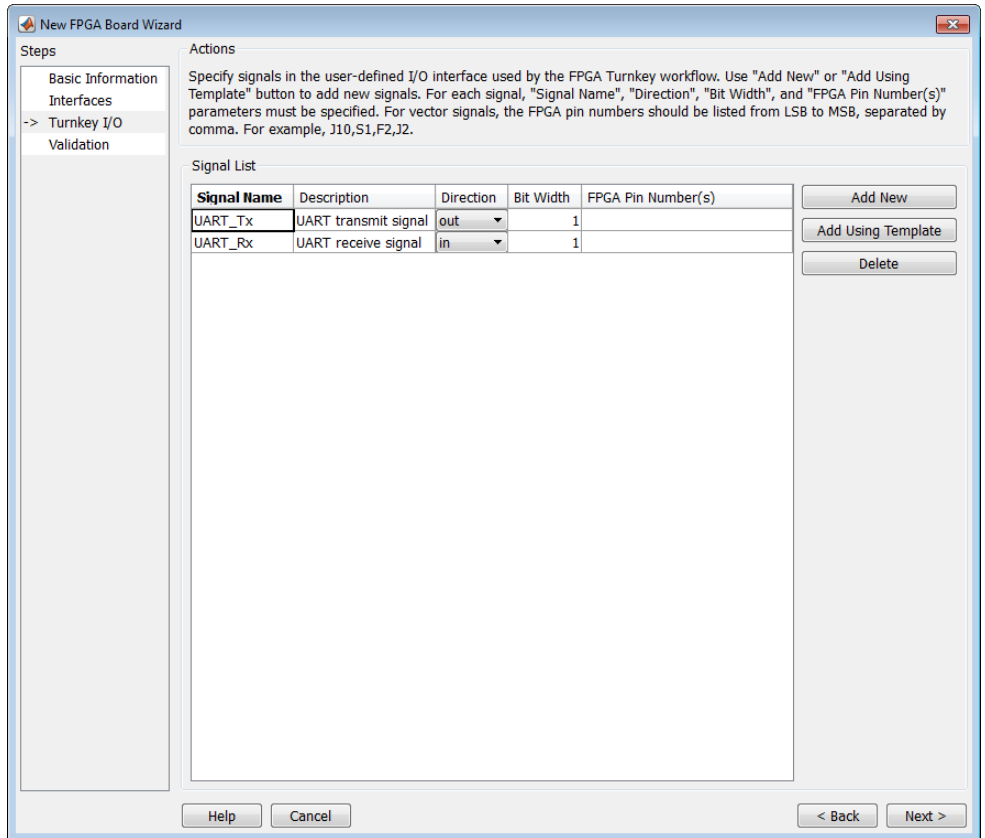 New FPGA Board Wizard
Steps
Basic Information
Interfaces
-> Turnkey I/O
Validation
Actions
Specify signals in the user-defined I/O interface used by the FPGA Turnkey workflow. Use "Add New" or "Add Using
Template" button to add new signals. For each signal, "Signal Name", "Direction", "Bit Width", and "FPGA Pin Number(s)"
parameters must be specified. For vector signals, the FPGA pin numbers should be listed from LSB to MSB, separated by
comma. For example, J10,S1,F2,J2.
Signal List
Signal Name Description Direction Bit Width FPGA Pin Number(s)
UART_Tx UART transmit signal out 1
UART_Rx UART receive signal in 1
Add New
Add Using Template
Delete
Help Cancel < Back Next >